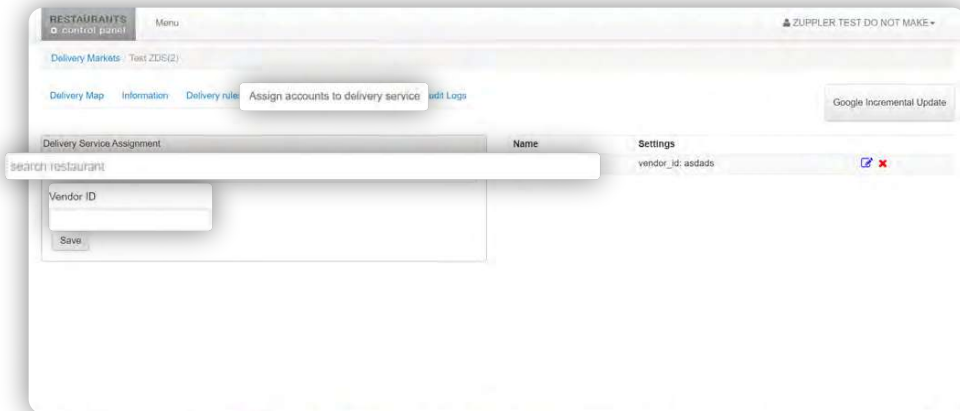 RESTAURANTS
control panel
Menu
ZUPPLER TEST DO NOT MAKE
Delivery Markets / Test ZDS(2)
Delivery Map Information Delivery rule Assign accounts to delivery service udit Logs
Google Incremental Update
Delivery Service Assignment
Name Settings
search restaurant
vendor_id: asdads
Vendor ID
Save